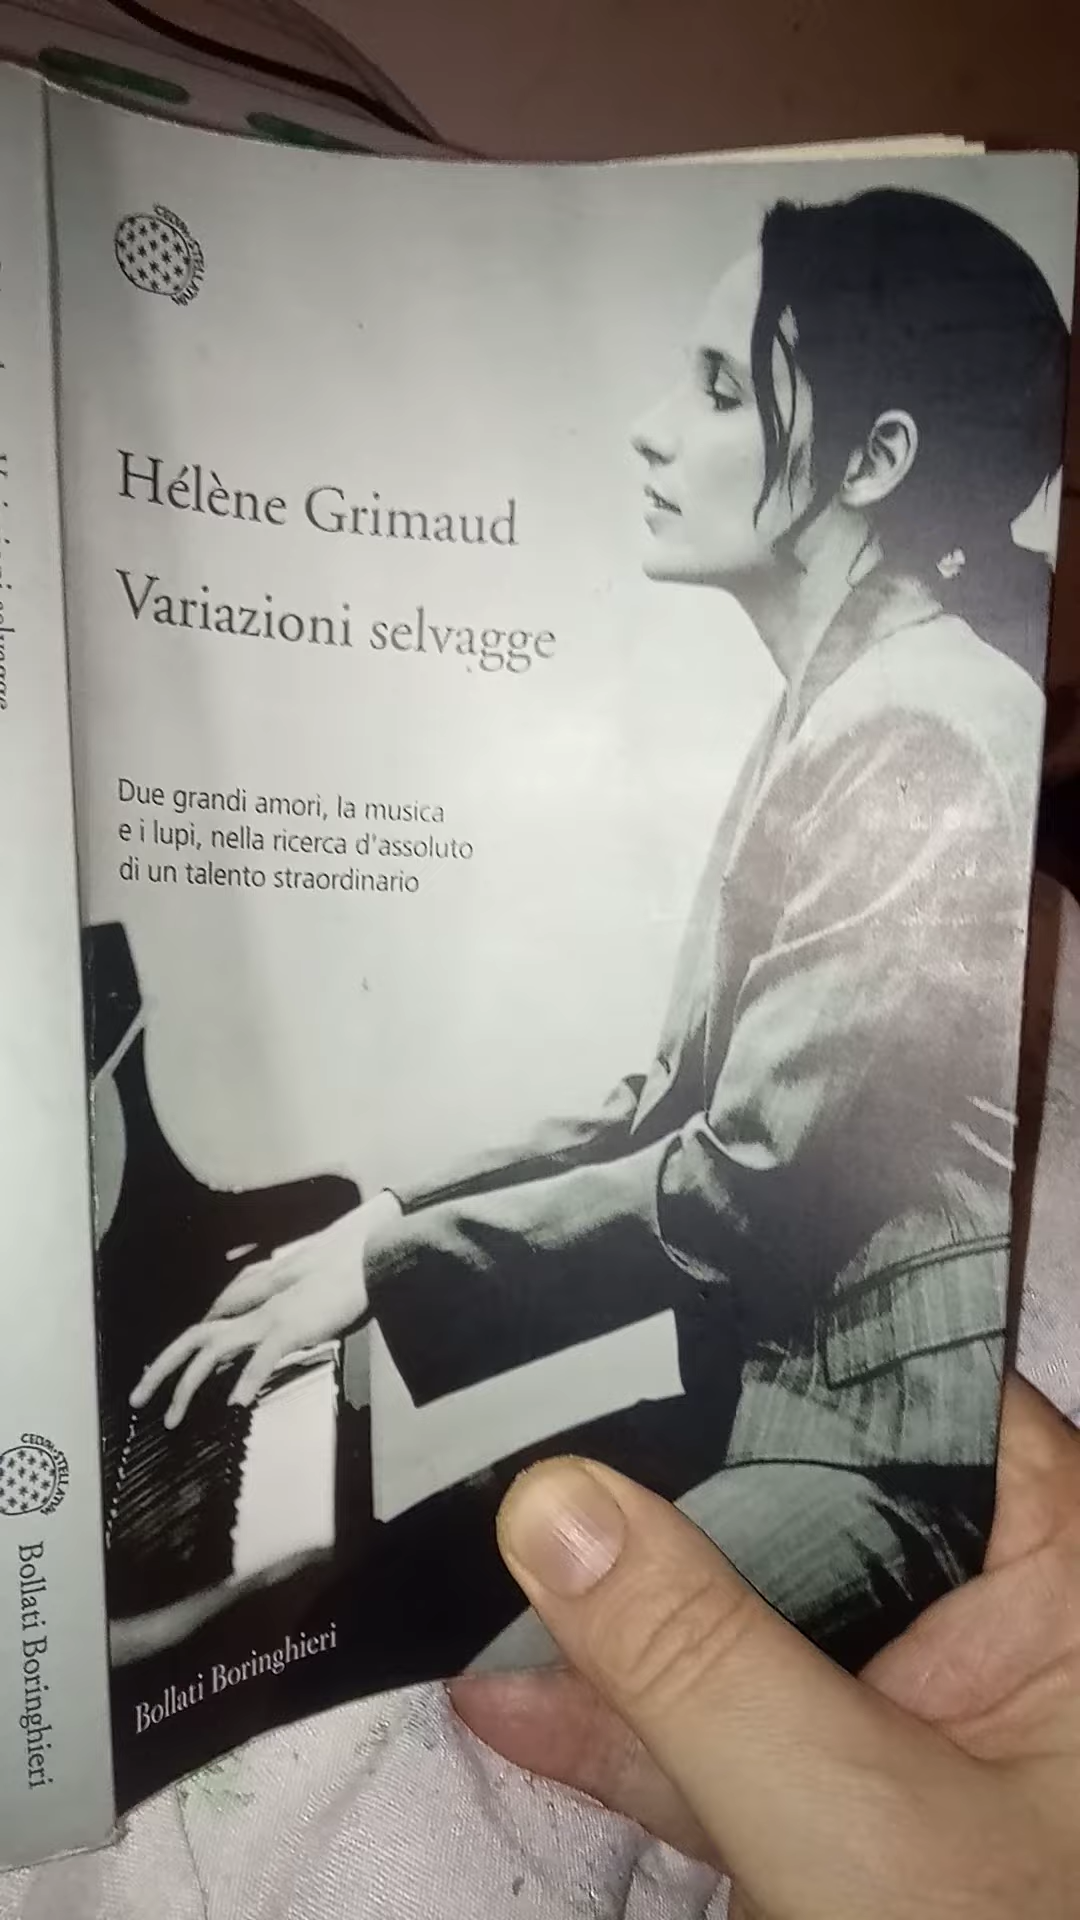 Hélène Grimaud
Variazioni selvagge
Due grandi amori, la musica
e i lupi, nella ricerca d'assoluto
di un talento straordinario
Bollati Boringhieri
Bollati Boringhieri